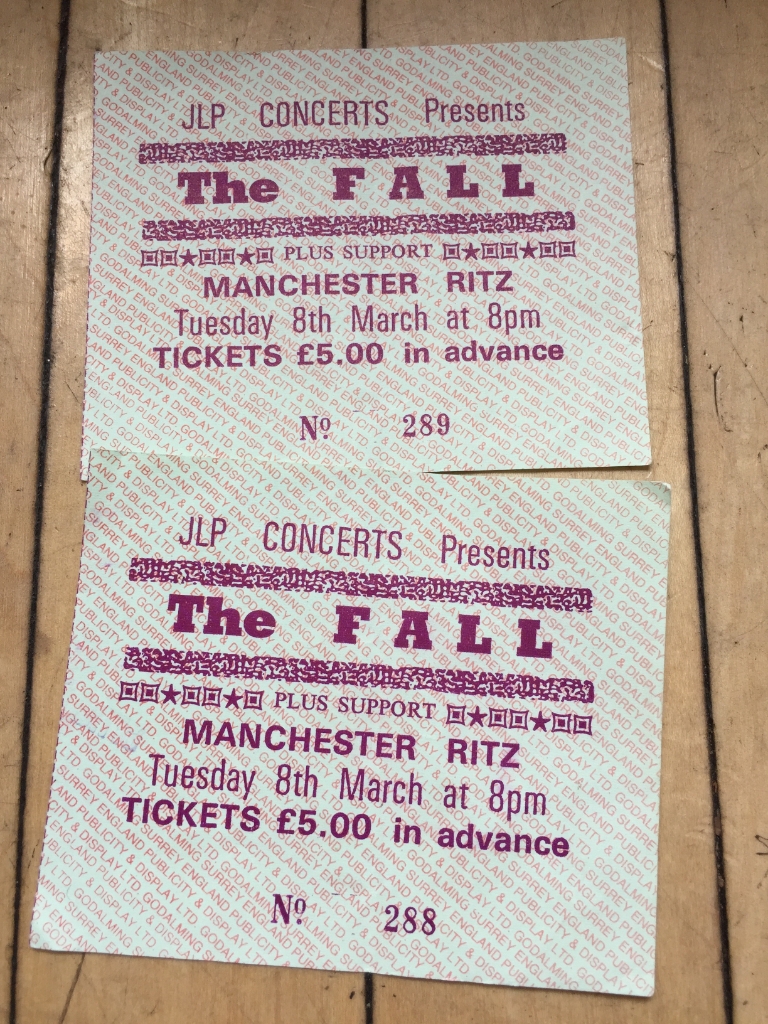 JLP CONCERTS Presents
The FALL
PLUS SUPPORT
MANCHESTER RITZ
Tuesday 8th March at 8pm
TICKETS £5.00 in advance
Nº 289
JLP CONCERTS Presents
The FALL
PLUS SUPPORT
MANCHESTER RITZ
Tuesday 8th March at 8pm
TICKETS £5.00 in advance
Nº 288